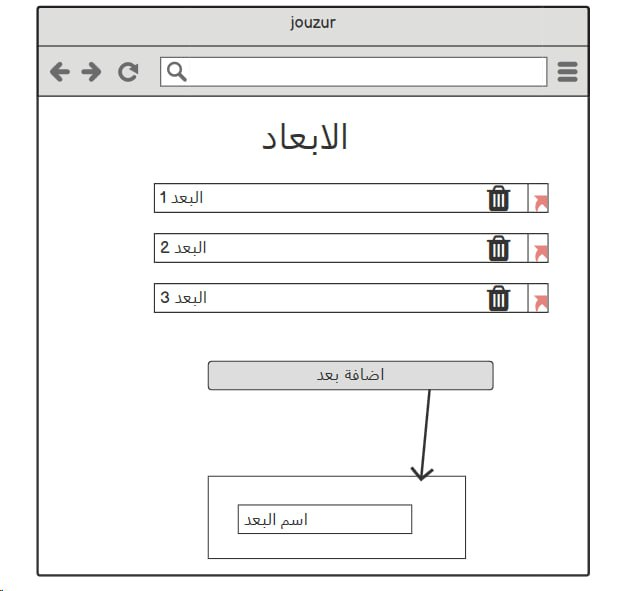 jouzur
الابعاد
البعد 1
البعد 2
البعد 3
اضافة بعد
اسم البعد